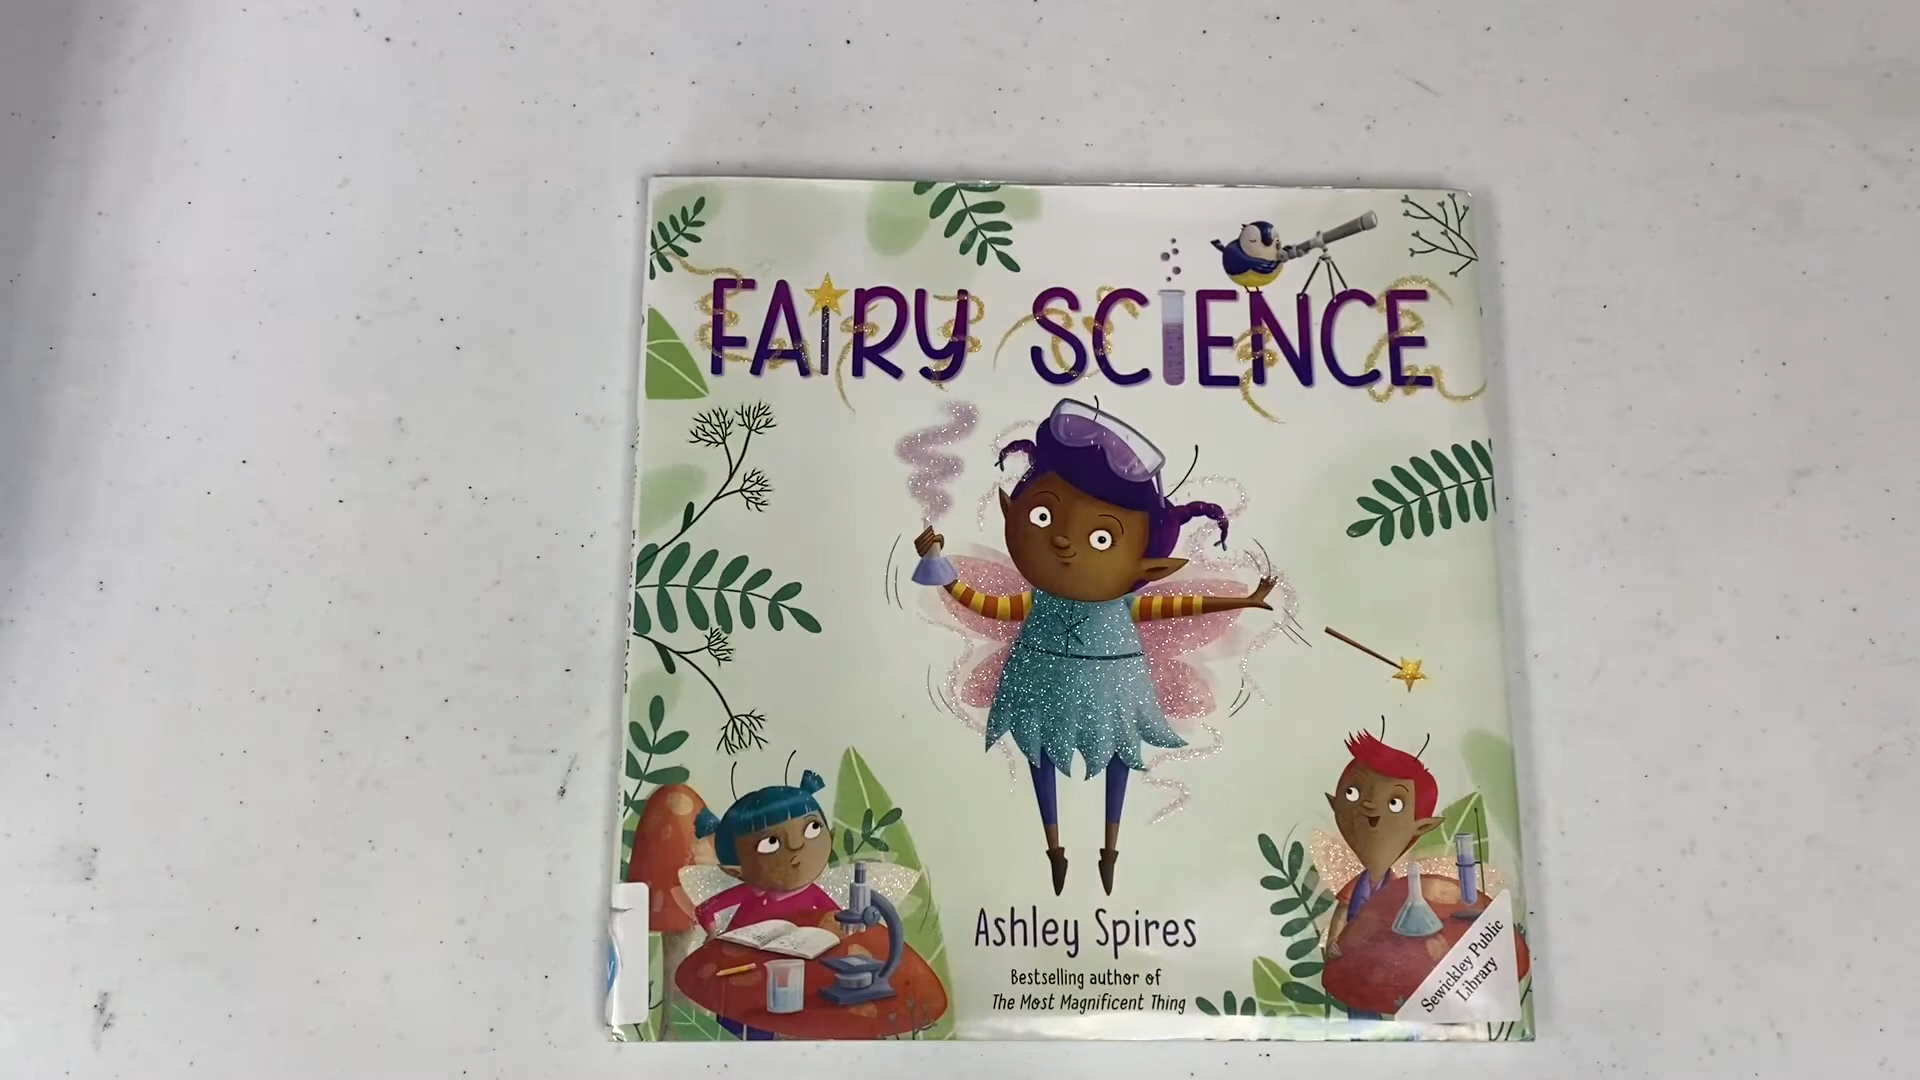 FAIRY SCIENCE
Ashley Spires
Bestselling author of
The Most Magnificent Thing
Sewickley Public
Library